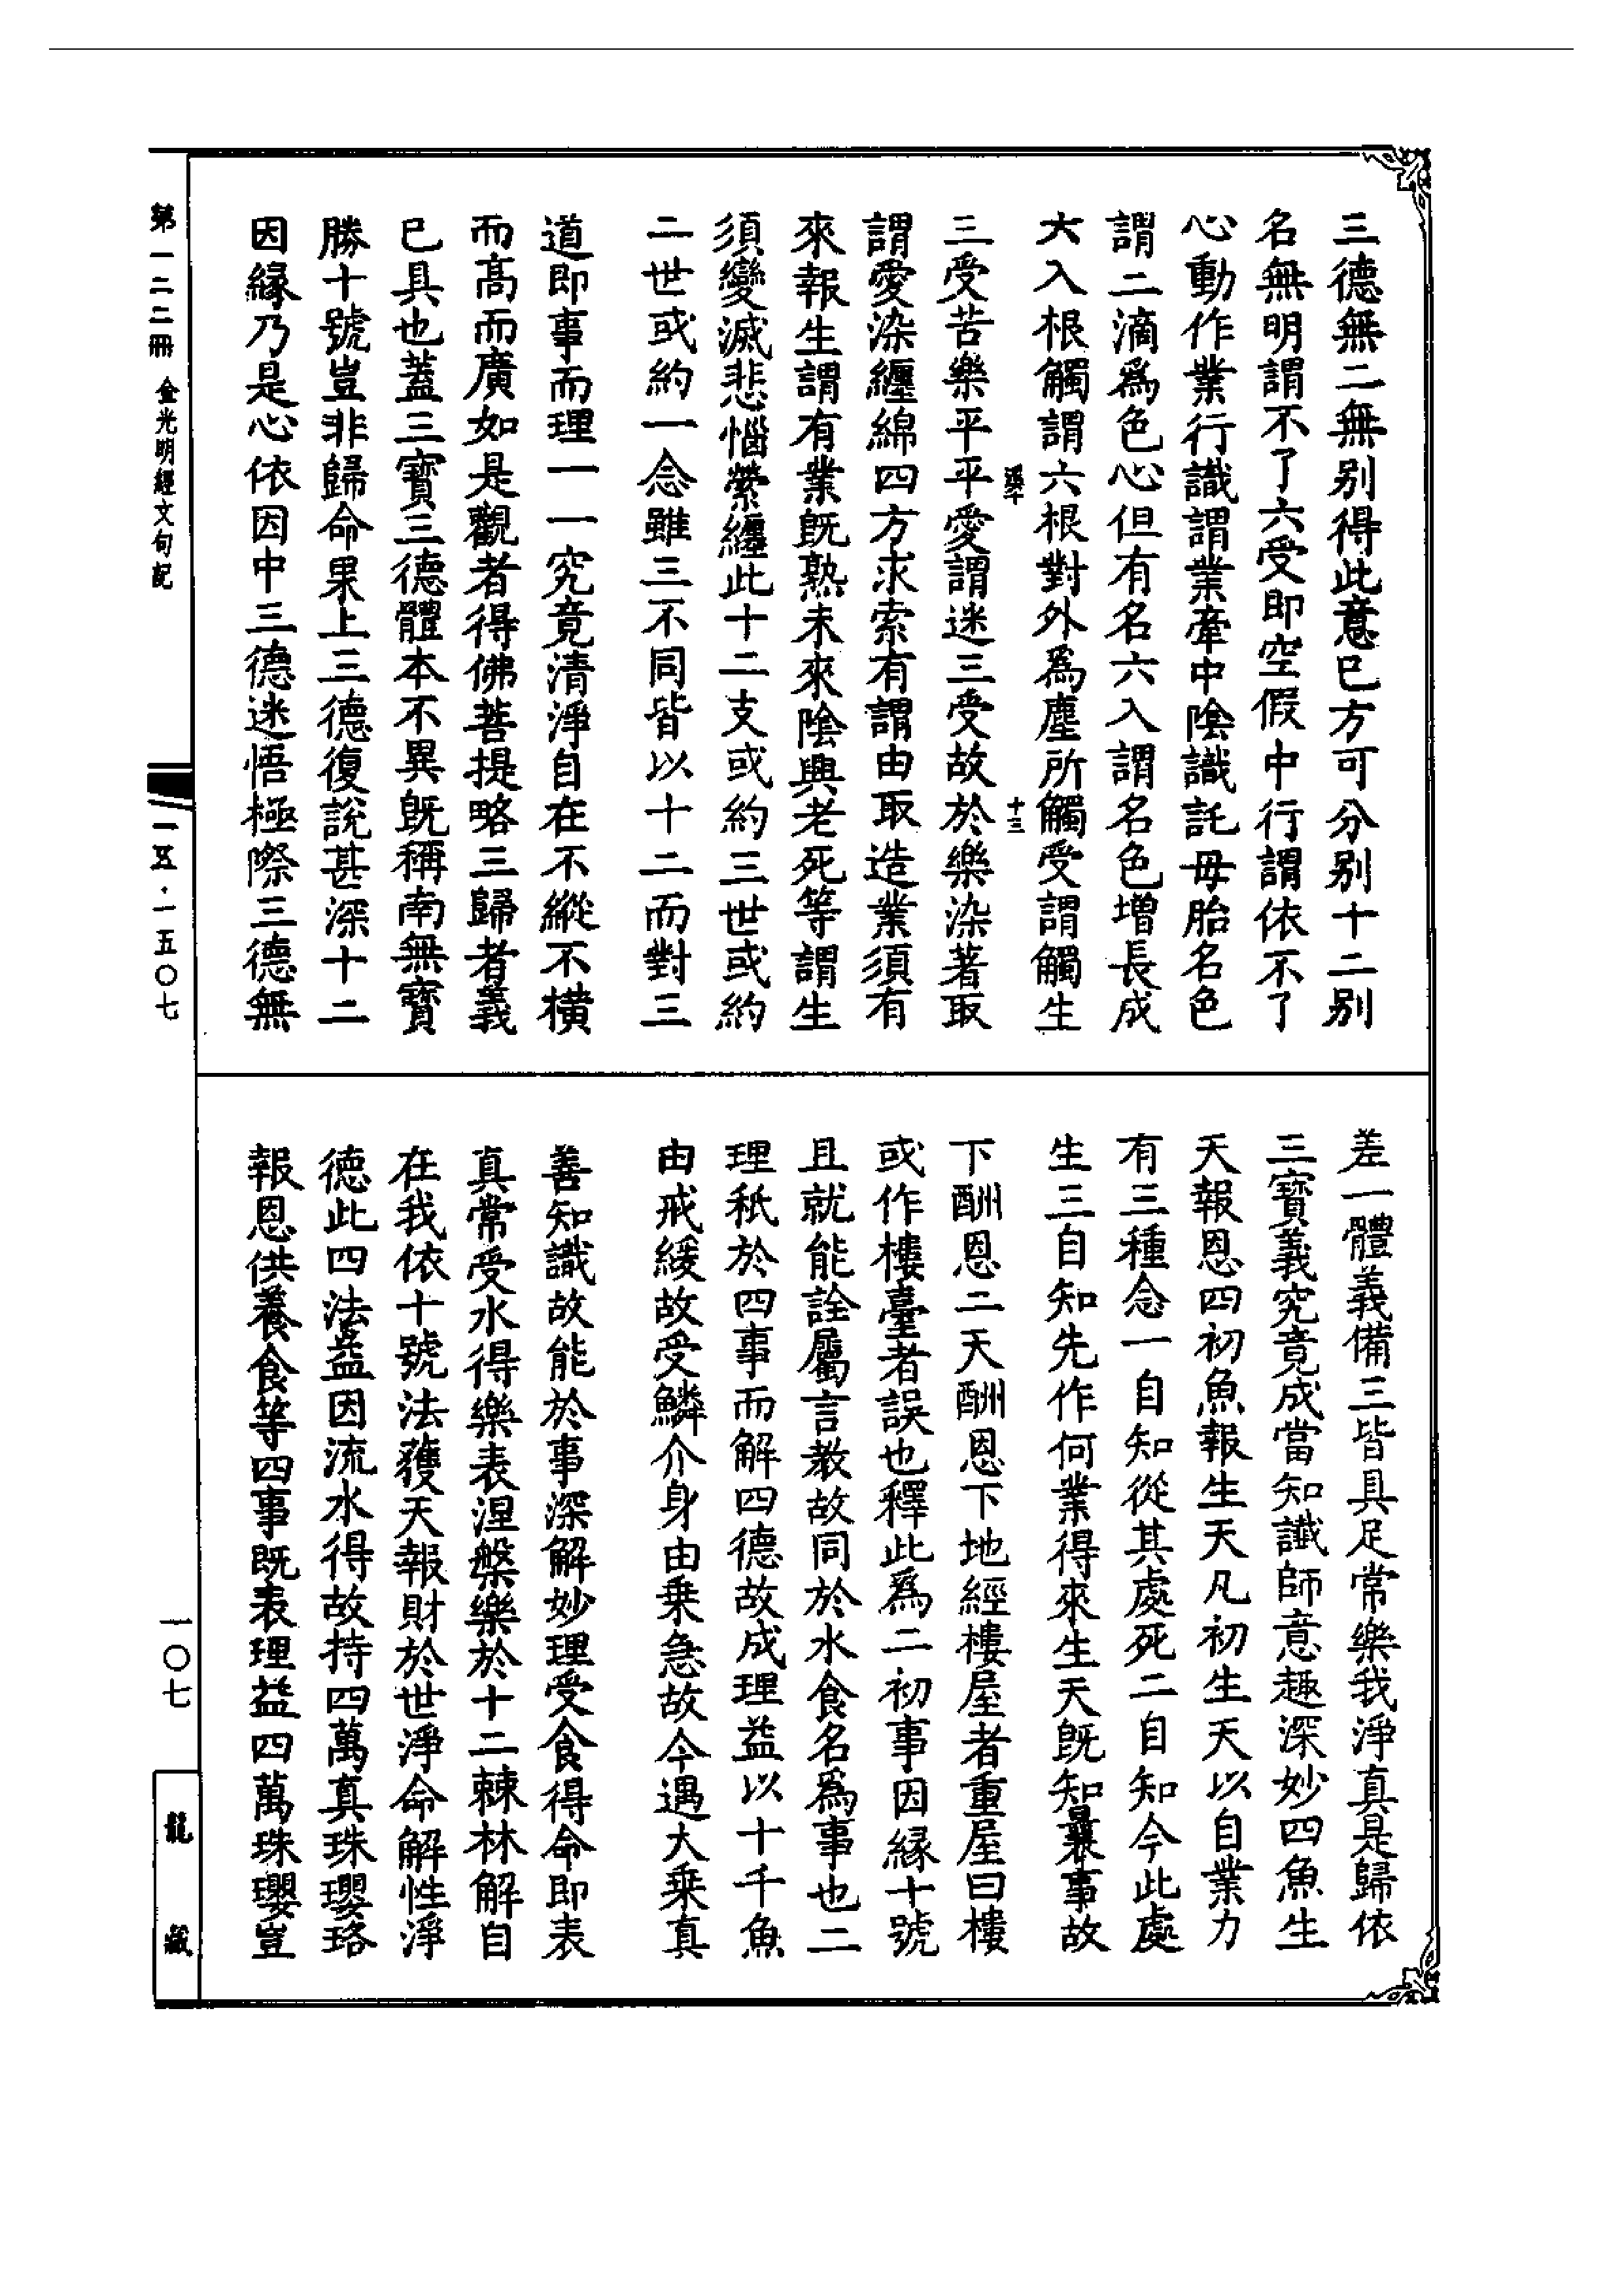 三德無二無别得此意已方可分别十二别
名無明謂不了六受即空假中行謂依不了
心動作業行識謂業牽中陰識託母胎名色
謂二滴爲色心但有名六入謂名色增長成
大入根觸謂六根對外爲塵所觸受謂觸生
三受苦樂平平愛謂迷三受故於樂染著取
謂愛染纏綿四方求索有謂由取造業須有
來報生謂有業既熟未來陰興老死等謂生
須變滅悲惱縈纏此十二支或約三世或約
二世或約一念雖三不同皆以十二而對三
道即事而理一一究竟清淨自在不縱不橫
而高而廣如是觀者得佛菩提略三歸者義
已具也蓋三寶三德體本不異既稱南無寶
勝十號豈非歸命果上三德復說甚深十二
因緣乃是心依因中三德迷悟極際三德無
十三
差一體義備三皆具足常樂我淨真是歸依
三寶義究竟成當知讖師意趣深妙四魚生
天報恩四初魚報生天凡初生天以自業力
有三種念一自知從其處死二自知今此處
生三自知先作何業得來生天既知曩事故
下酬恩二天酬恩下地經樓屋者重屋曰樓
或作樓臺者誤也釋此爲二初事因緣十號
且就能詮屬言教故同於水食名爲事也二
理秖於四事而解四德故成理益以十千魚
由戒緩故受鱗介身由乘急故今遇大乘真
善知識故能於事深解妙理受食得命即表
真常受水得樂表涅槃樂於十二棘林解自
在我依十號法獲天報財於世淨命解性淨
德此四法益因流水得故持四萬真珠瓔珞
報恩供養食等四事既表理益四萬珠瓔豈
第一二二冊 金光明經文句記
一五·一五〇七
一〇七
龍藏